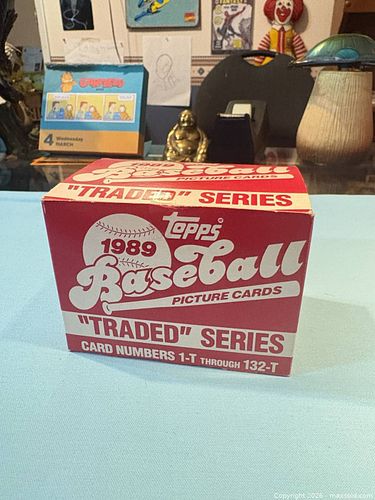 GARFIELD
4 Wednesday
MARCH
Baseball
PICTURE CARDS
"TRADED" SERIES
TOPPS
1989
Baseball
PICTURE CARDS
"TRADED" SERIES
CARD NUMBERS 1-T THROUGH 132-T
Copyright 2026 - maxsold.com